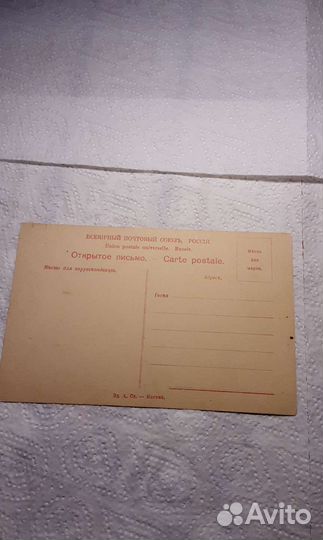 ВСЕМІРНЫЙ ПОЧТОВЫЙ СОЮЗЪ. РОССІЯ
Union postale universelle. Russie.
Открытое письмо. — Carte postale.
Мѣсто
для
марки.
Мѣсто для корреспонденціи.
Адресъ.
Avito